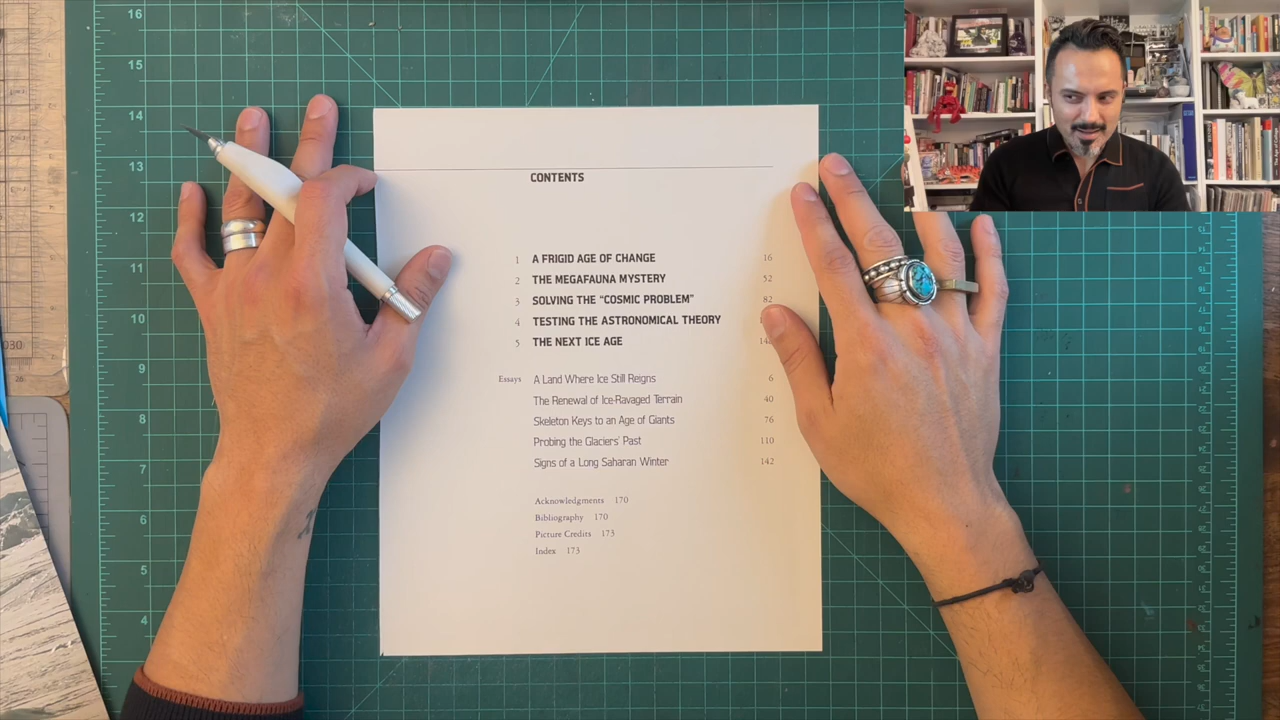 CONTENTS
1 A FRIGID AGE OF CHANGE 16
2 THE MEGAFAUNA MYSTERY 52
3 SOLVING THE “COSMIC PROBLEM” 82
4 TESTING THE ASTRONOMICAL THEORY
5 THE NEXT ICE AGE
Essays A Land Where Ice Still Reigns 6
The Renewal of Ice-Ravaged Terrain 40
Skeleton Keys to an Age of Giants 76
Probing the Glaciers' Past 110
Signs of a Long Saharan Winter 142
Acknowledgments 170
Bibliography 170
Picture Credits 173
Index 173
16
15
14
13
12
11
10
9
8
7
6
5
4